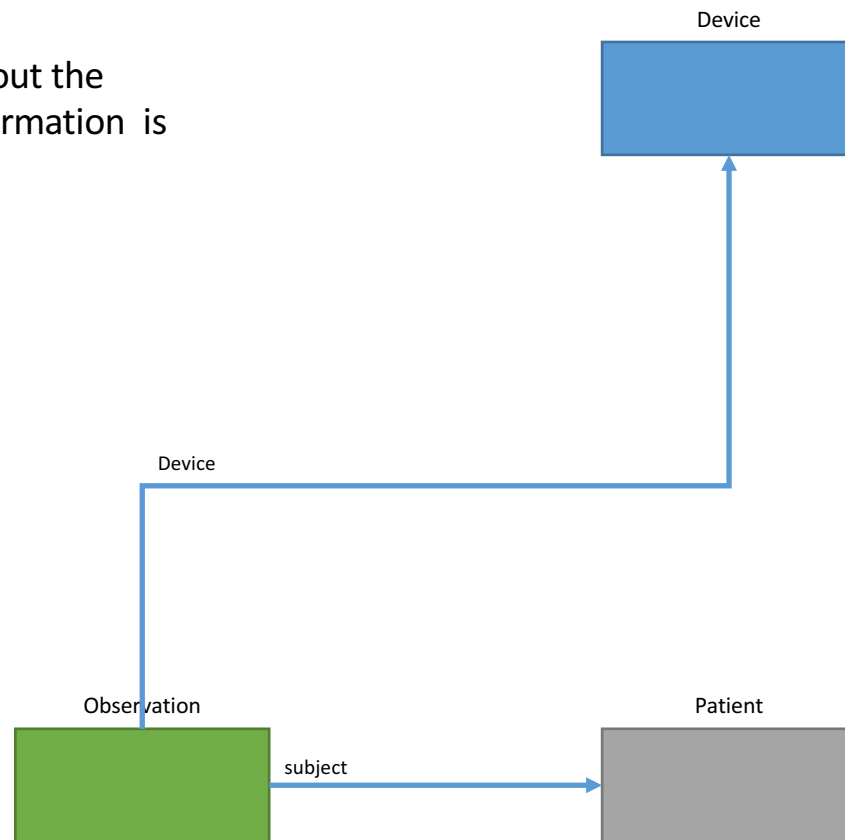 Device
out the
rmation is
Device
Observation
Patient
subject